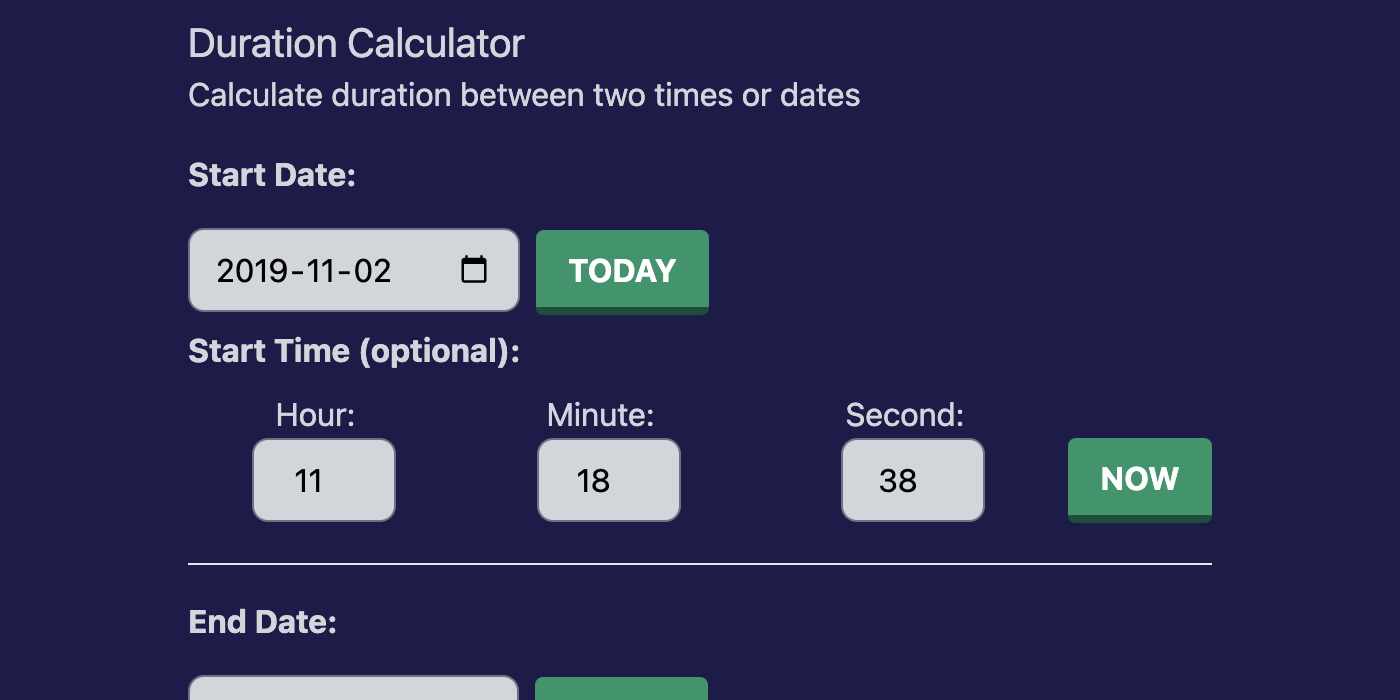 Duration Calculator
Calculate duration between two times or dates
Start Date:
2019-11-02 TODAY
Start Time (optional):
Hour: Minute: Second:
11 18 38 NOW
End Date: